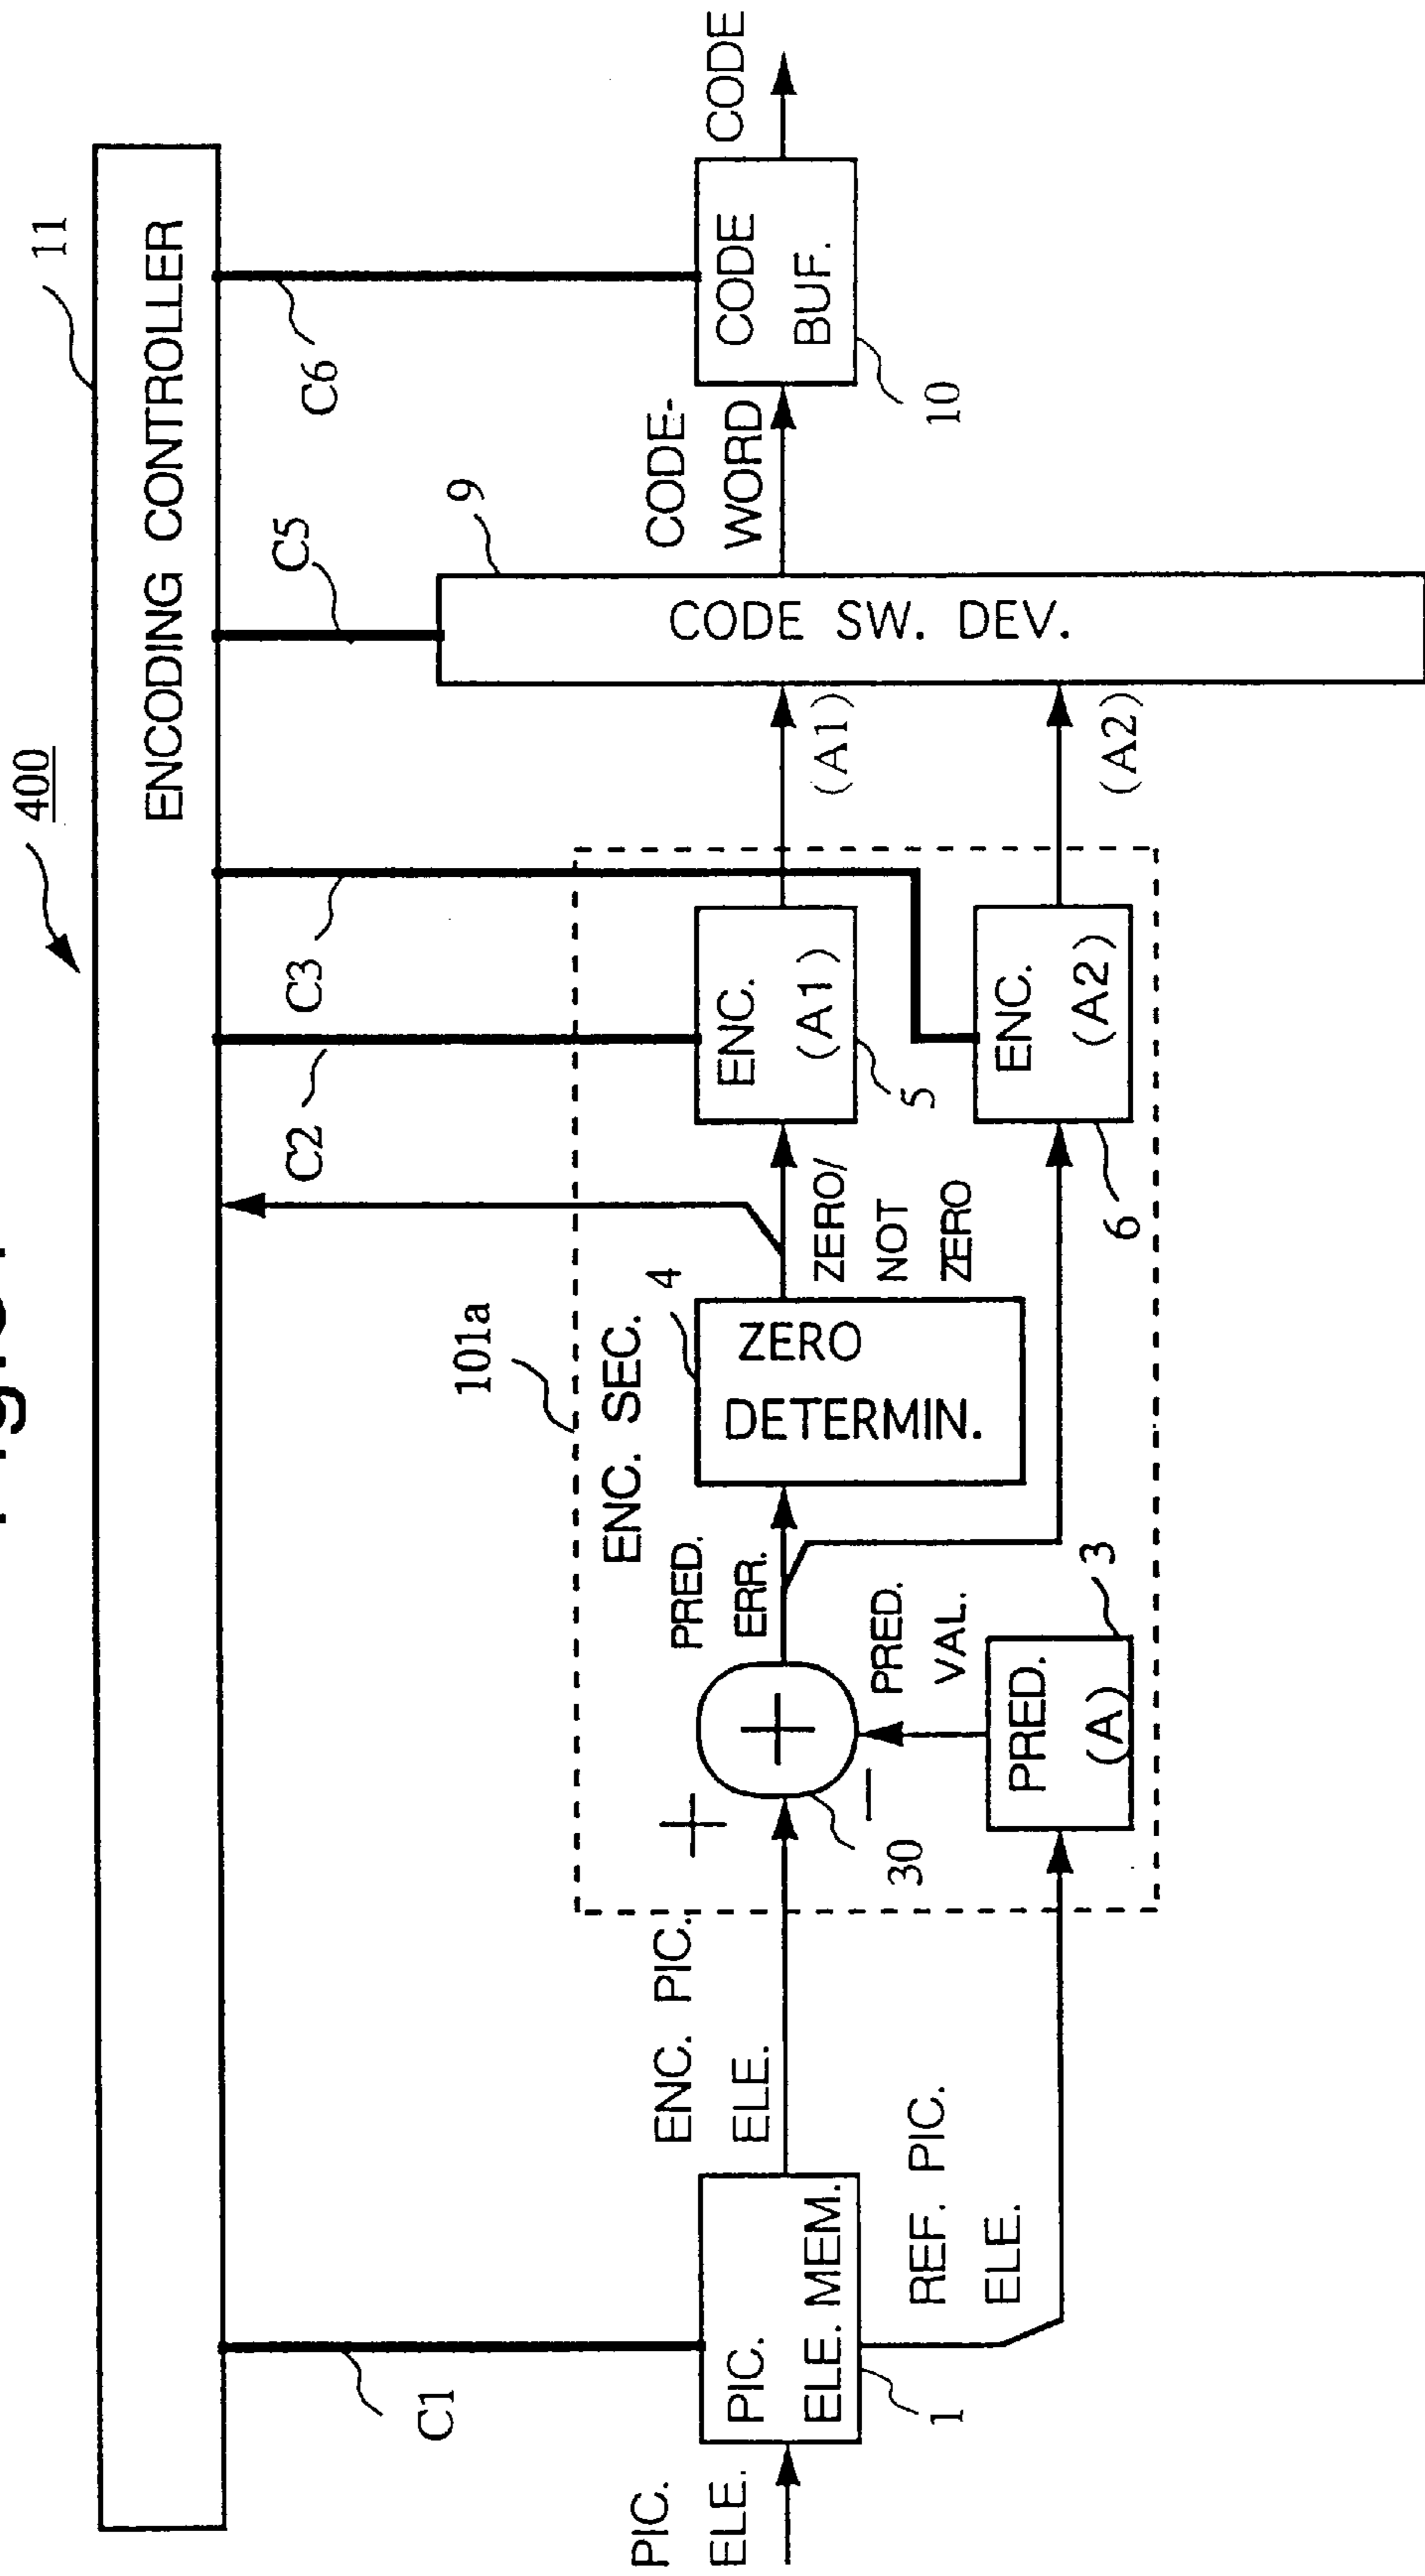 400
11
ENCODING CONTROLLER
C1
C2
C3
C5
C6
101a
ENC. SEC.
PIC.
ELE.
PIC.
ELE. MEM.
1
ENC. PIC.
ELE.
REF. PIC.
ELE.
+
+
−
30
PRED.
ERR.
PRED.
VAL.
PRED.
(A)
3
4
ZERO
DETERMIN.
ZERO/
NOT
ZERO
ENC.
(A1)
5
ENC.
(A2)
6
(A1)
(A2)
9
CODE SW. DEV.
CODE-
WORD
CODE
BUF.
10
CODE